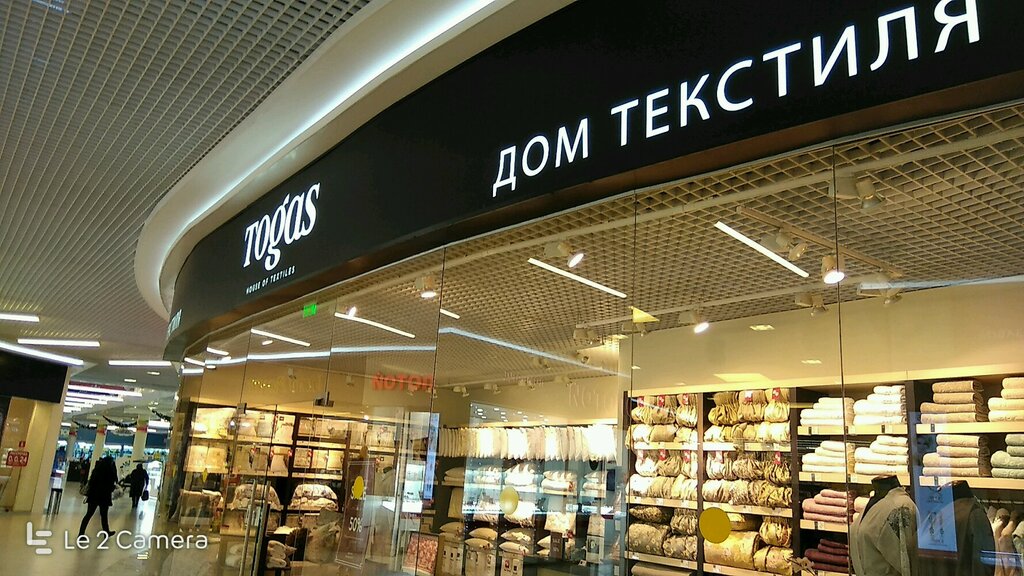 ДОМ ТЕКСТИЛЯ
Togas
HOUSE OF TEXTILES
Le 2 Camera